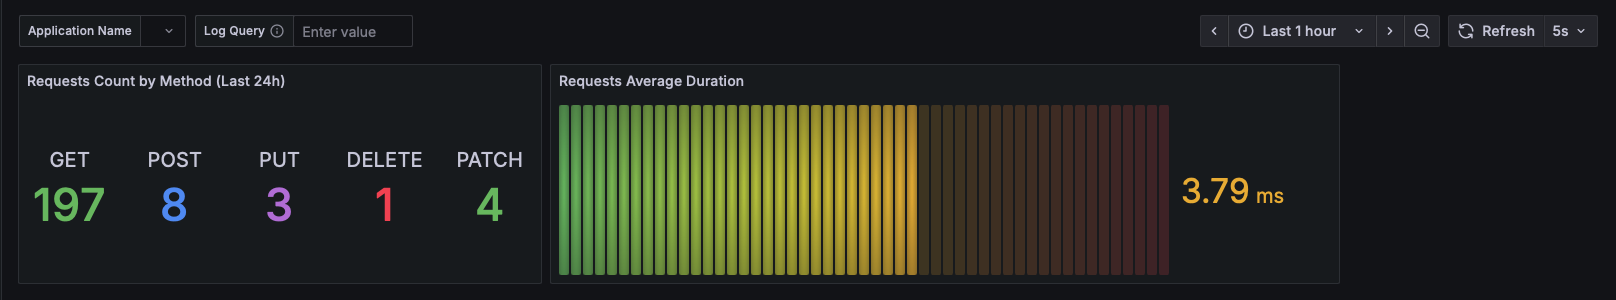 Application Name
Log Query
Enter value
Last 1 hour
Refresh
5s
Requests Count by Method (Last 24h)
Requests Average Duration
GET POST PUT DELETE PATCH
197 8 3 1 4
3.79 ms